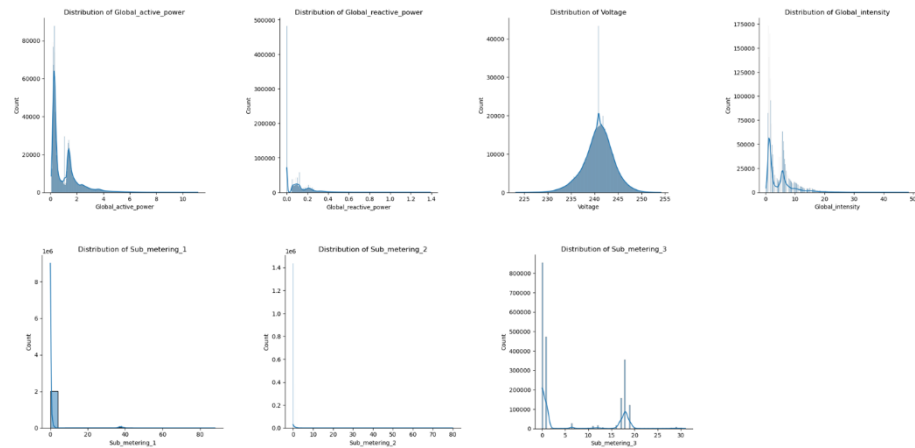 Distribution of Global_active_power
Count
80000
60000
40000
20000
0
0 2 4 6 8 10
Global_active_power
Distribution of Global_reactive_power
Count
500000
400000
300000
200000
100000
0
0.0 0.2 0.4 0.6 0.8 1.0 1.2 1.4
Global_reactive_power
Distribution of Voltage
Count
40000
30000
20000
10000
0
225 230 235 240 245 250 255
Voltage
Distribution of Global_intensity
Count
175000
150000
125000
100000
75000
50000
25000
0
0 10 20 30 40 50
Global_intensity
Distribution of Sub_metering_1
1e6
Count
8
6
4
2
0
0 20 40 60 80
Sub_metering_1
Distribution of Sub_metering_2
1e6
Count
1.4
1.2
1.0
0.8
0.6
0.4
0.2
0.0
0 10 20 30 40 50 60 70 80
Sub_metering_2
Distribution of Sub_metering_3
Count
800000
700000
600000
500000
400000
300000
200000
100000
0
0 5 10 15 20 25 30
Sub_metering_3